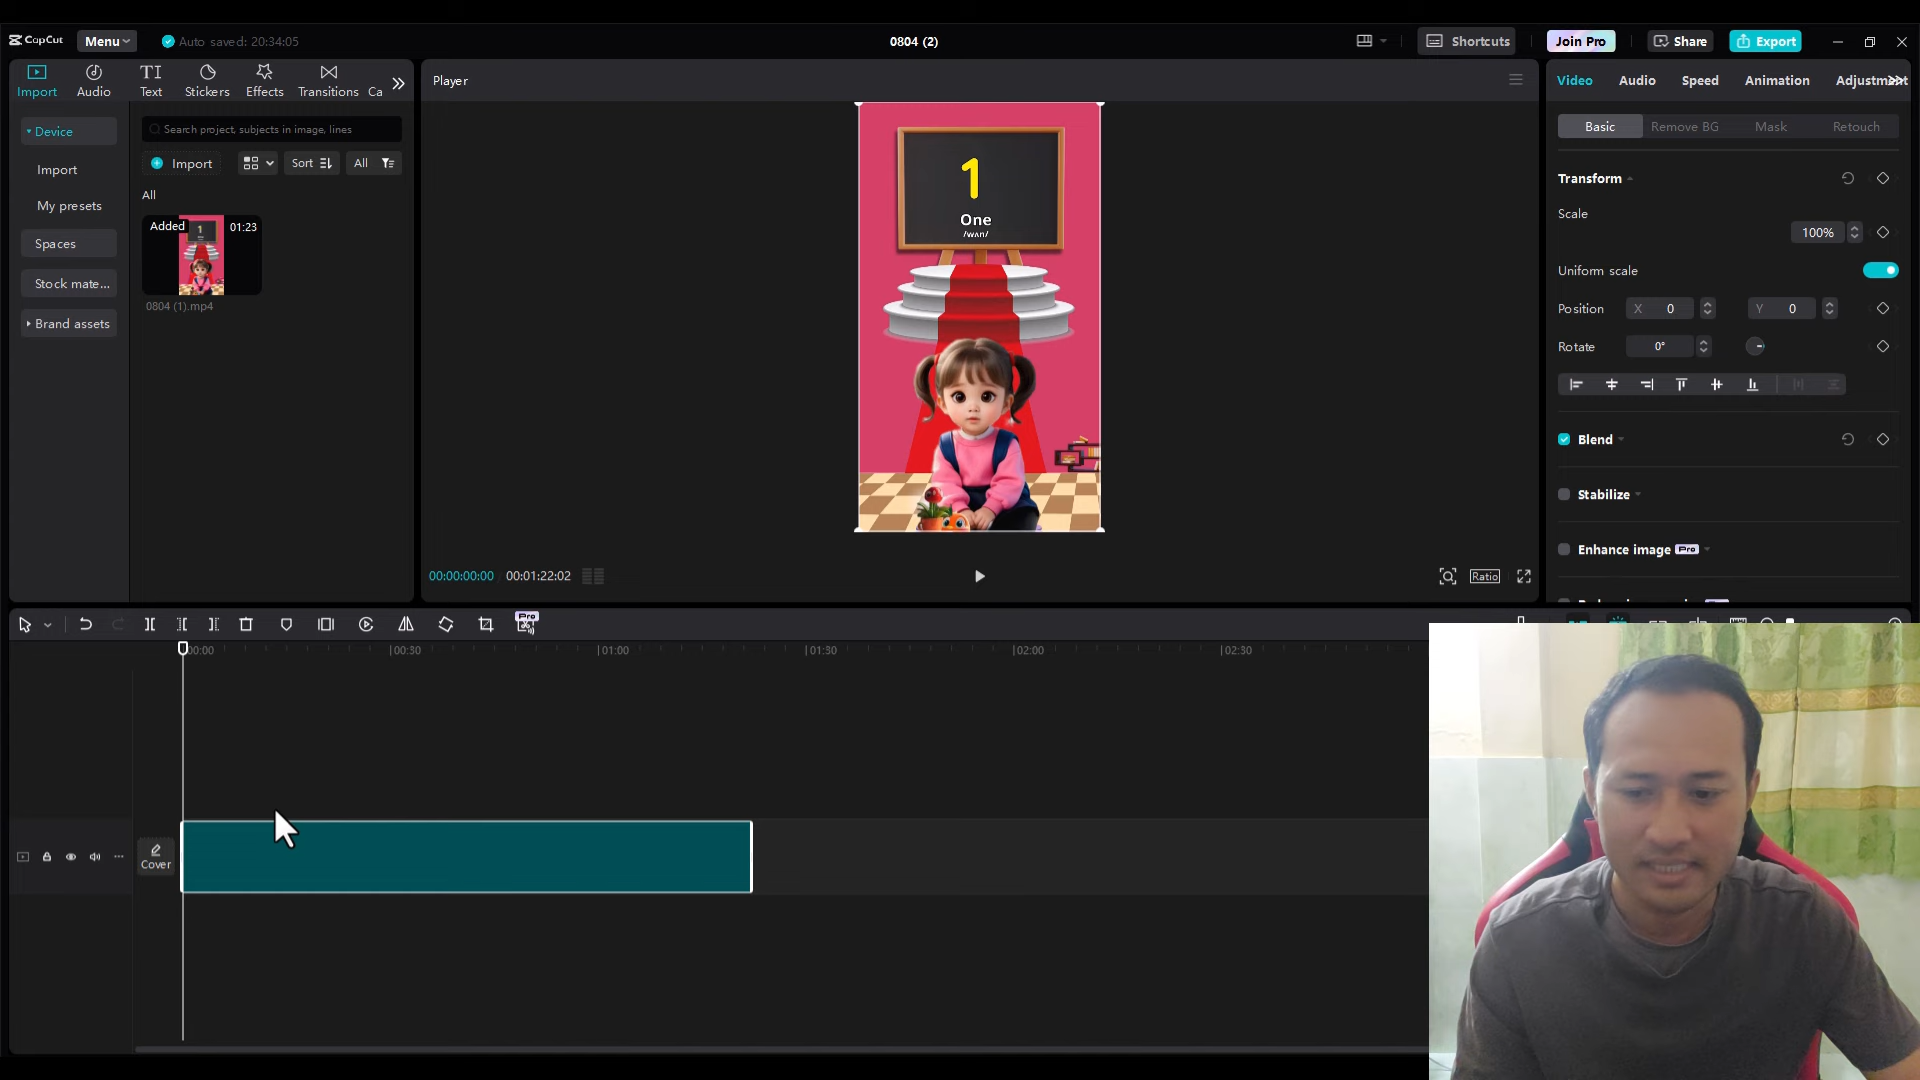 CapCut
Menu
Auto saved: 20:34:05
0804 (2)
Shortcuts
Join Pro
Share
Export
Import
Audio
Text
Stickers
Effects
Transitions
Ca
Player
Video
Audio
Speed
Animation
Adjustment
Device
Import
My presets
Spaces
Stock mate...
Brand assets
Search project, subjects in image, lines
Import
Sort
All
All
Added
01:23
0804 (1).mp4
1
One
/wʌn/
Basic
Remove BG
Mask
Retouch
Transform
Scale
100%
Uniform scale
Position
X 0
Y 0
Rotate
0°
Blend
Stabilize
Enhance image Pro
00:00:00:00
00:01:22:02
Ratio
Pro
00:00
00:30
01:00
01:30
02:00
02:30
Cover